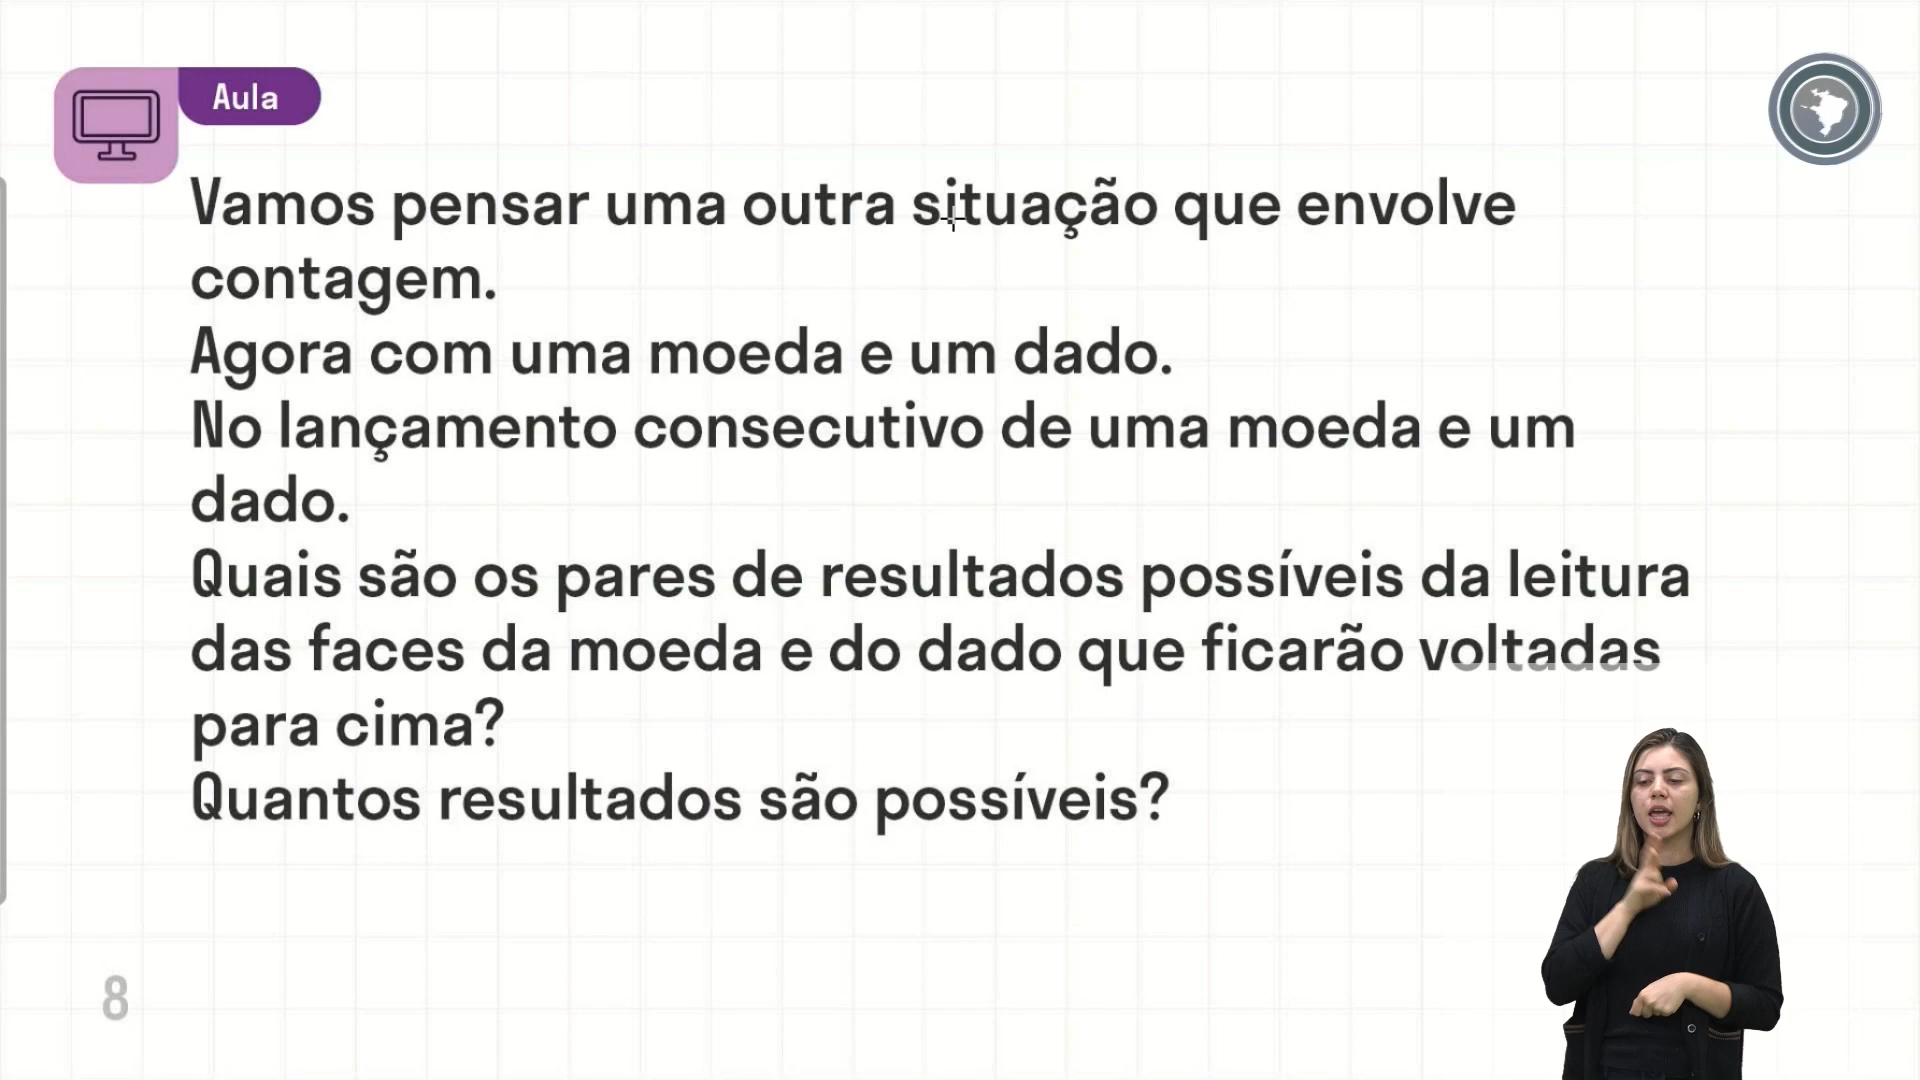 Aula
Vamos pensar uma outra situação que envolve
contagem.
Agora com uma moeda e um dado.
No lançamento consecutivo de uma moeda e um
dado.
Quais são os pares de resultados possíveis da leitura
das faces da moeda e do dado que ficarão voltadas
para cima?
Quantos resultados são possíveis?
8